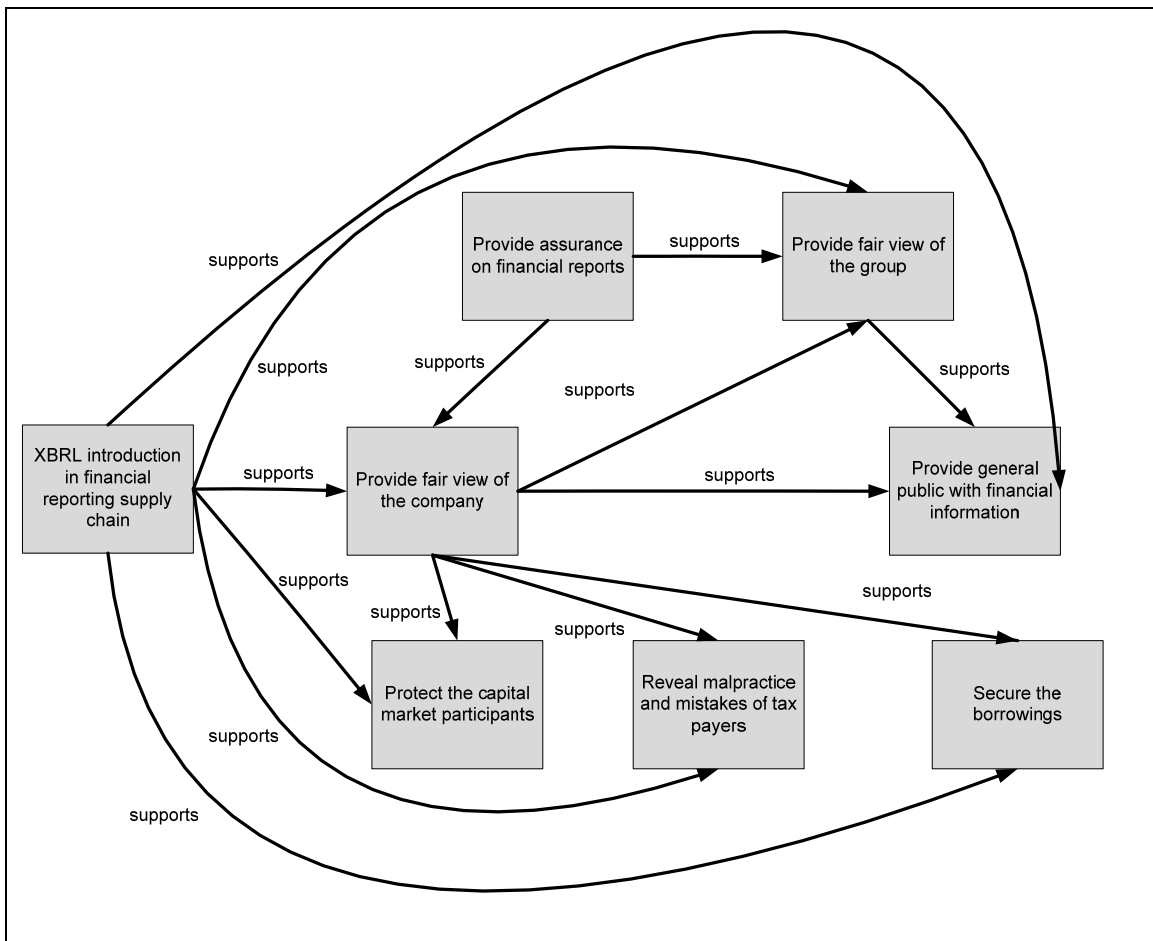 supports
Provide assurance
on financial reports
supports
Provide fair view of
the group
supports
supports
supports
supports
XBRL introduction
in financial
reporting supply
chain
supports
Provide fair view of
the company
supports
Provide general
public with financial
information
supports
supports
supports
supports
supports
Protect the capital
market participants
Reveal malpractice
and mistakes of tax
payers
Secure the
borrowings
supports
supports